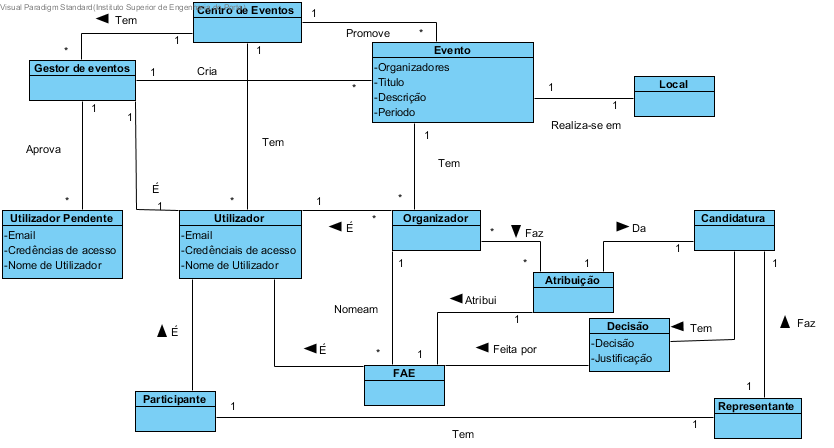 Visual Paradigm Standard(Instituto Superior de Engen
Centro de Eventos
1
1
1
Tem
*
Promove
*
Gestor de eventos
1
Cria
*
1
1
Evento
-Organizadores
-Titulo
-Descrição
-Periodo
1
1
1
Realiza-se em
Local
Aprova
*
Tem
*
Tem
*
É
1
Utilizador Pendente
-Email
-Credências de acesso
-Nome de Utilizador
Utilizador
-Email
-Credênciais de acesso
-Nome de Utilizador
1
*
É
Organizador
*
Faz
*
1
Da
1
Candidatura
1
Atribuição
1
Atribui
1
Nomeam
*
É
Decisão
-Decisão
-Justificação
Tem
Feita por
FAE
Faz
1
É
Participante
1
Tem
1
Representante